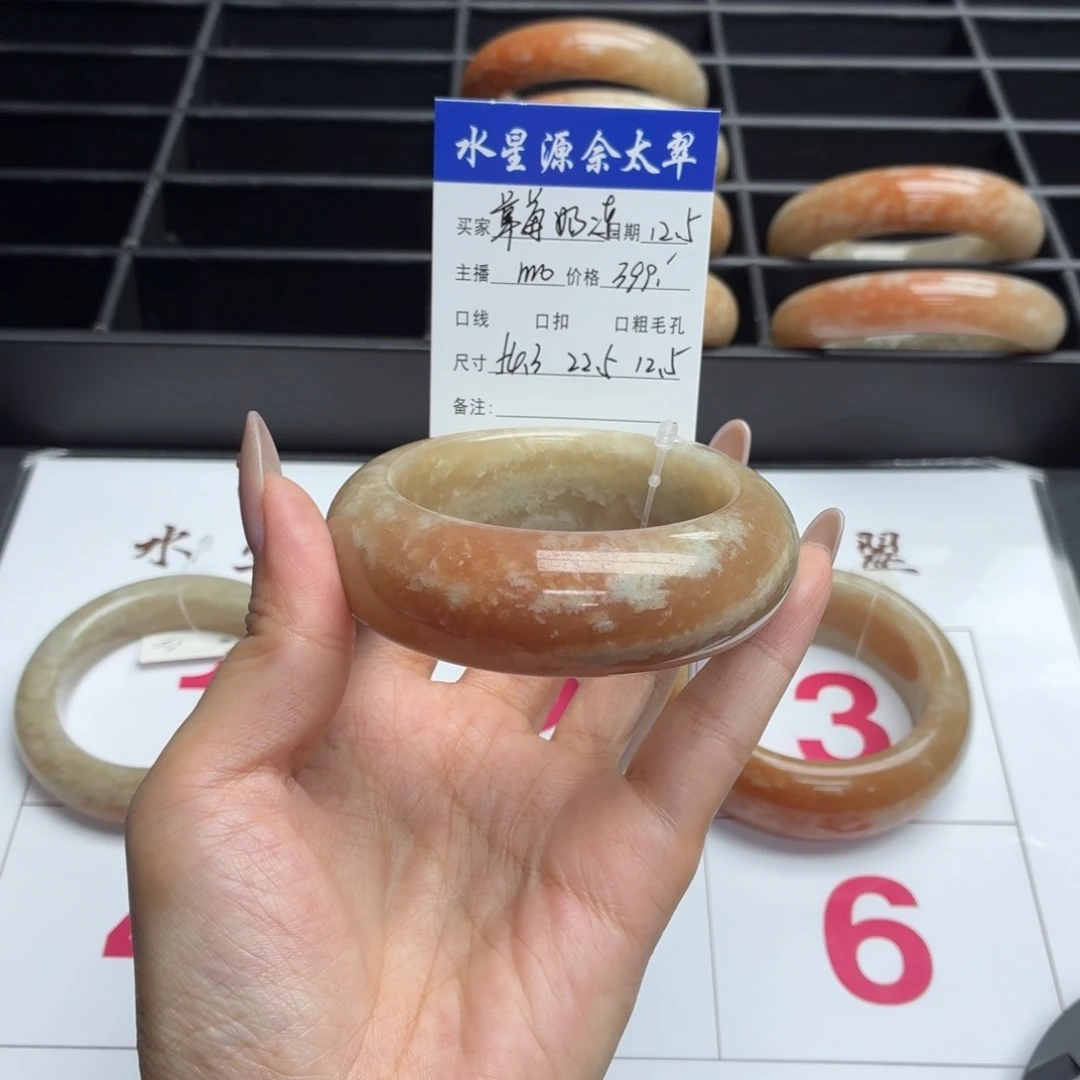 水星源佘太翠
买家 草莓奶冻 日期 12.5
主播 mo 价格 399.
口线 口扣 口粗毛孔
尺寸 54.3 22.5 12.5
备注:
水 翠
3
6